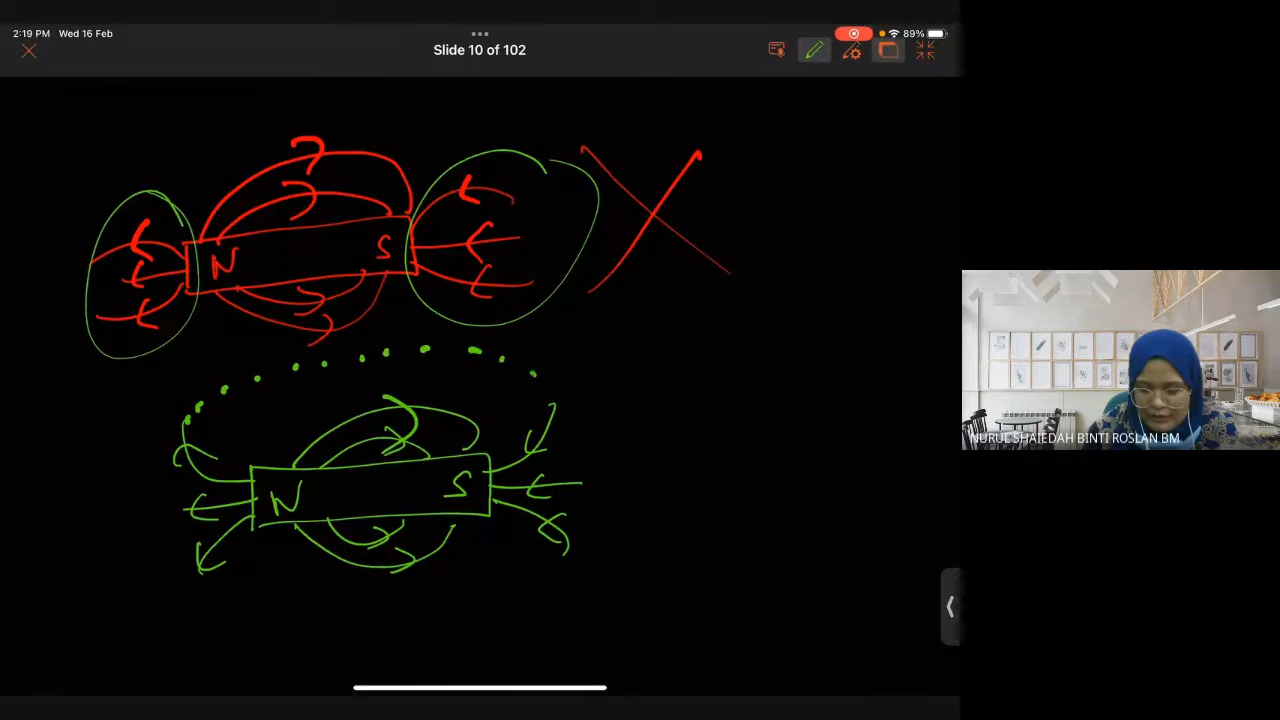 2:19 PM Wed 16 Feb
89%
Slide 10 of 102
N S
N S
NURUL SHAIEDAH BINTI ROSLAN BM